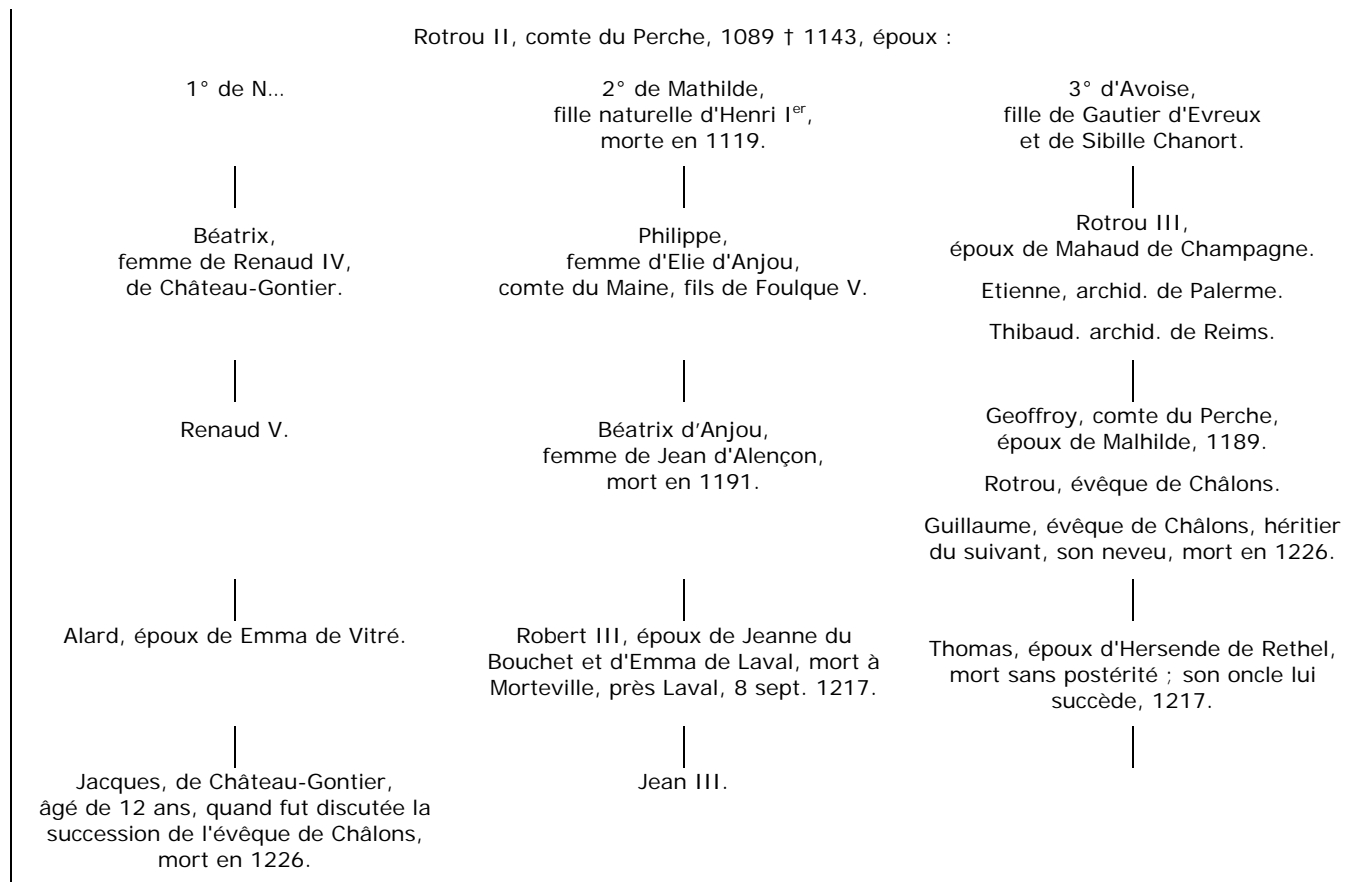 Rotrou II, comte du Perche, 1089 † 1143, époux :
1° de N...
2° de Mathilde,
fille naturelle d'Henri Ier,
morte en 1119.
3° d'Avoise,
fille de Gautier d'Evreux
et de Sibille Chanort.
Béatrix,
femme de Renaud IV,
de Château-Gontier.
Philippe,
femme d'Elie d'Anjou,
comte du Maine, fils de Foulque V.
Rotrou III,
époux de Mahaud de Champagne.
Etienne, archid. de Palerme.
Thibaud. archid. de Reims.
Renaud V.
Béatrix d'Anjou,
femme de Jean d'Alençon,
mort en 1191.
Geoffroy, comte du Perche,
époux de Malhilde, 1189.
Rotrou, évêque de Châlons.
Guillaume, évêque de Châlons, héritier
du suivant, son neveu, mort en 1226.
Alard, époux de Emma de Vitré.
Robert III, époux de Jeanne du
Bouchet et d'Emma de Laval, mort à
Morteville, près Laval, 8 sept. 1217.
Thomas, époux d'Hersende de Rethel,
mort sans postérité ; son oncle lui
succède, 1217.
Jacques, de Château-Gontier,
âgé de 12 ans, quand fut discutée la
succession de l'évêque de Châlons,
mort en 1226.
Jean III.